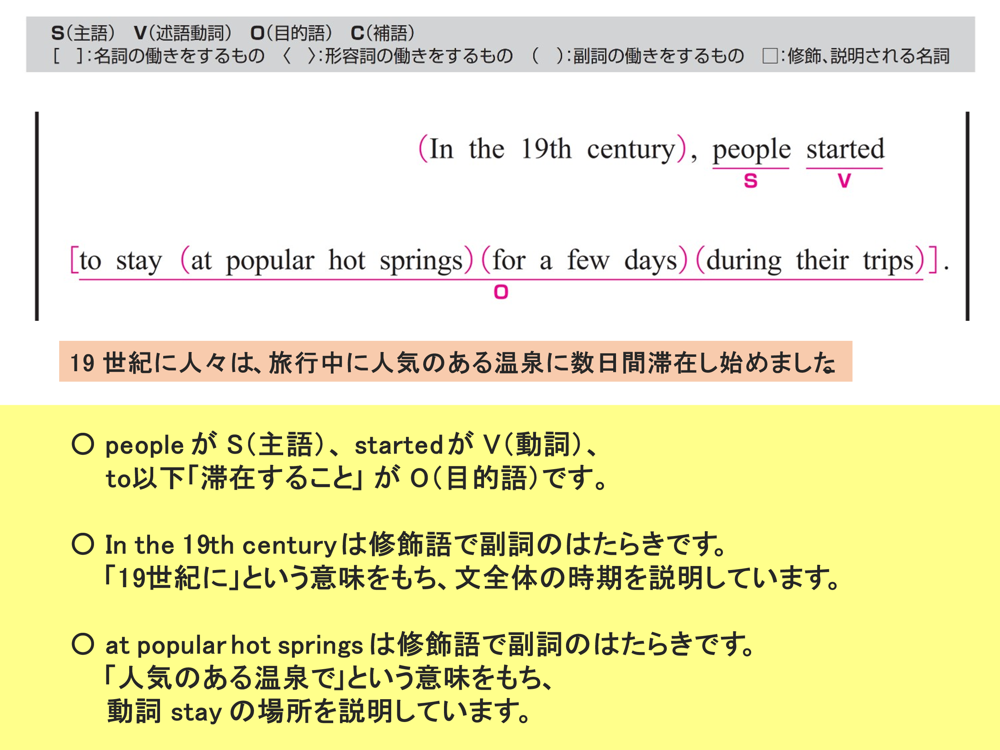 S（主語） V（述語動詞） O（目的語） C（補語）
［ ］：名詞の働きをするもの 〈 〉：形容詞の働きをするもの （ ）：副詞の働きをするもの □：修飾、説明される名詞
(In the 19th century), people started
S V
[to stay (at popular hot springs)(for a few days)(during their trips)].
O
19 世紀に人々は、旅行中に人気のある温泉に数日間滞在し始めました。
○ people が S（主語）、started が V（動詞）、
to以下「滞在すること」 が O（目的語）です。
○ In the 19th century は修飾語で副詞のはたらきです。
「19世紀に」という意味をもち、文全体の時期を説明しています。
○ at popular hot springs は修飾語で副詞のはたらきです。
「人気のある温泉で」という意味をもち、
動詞 stay の場所を説明しています。